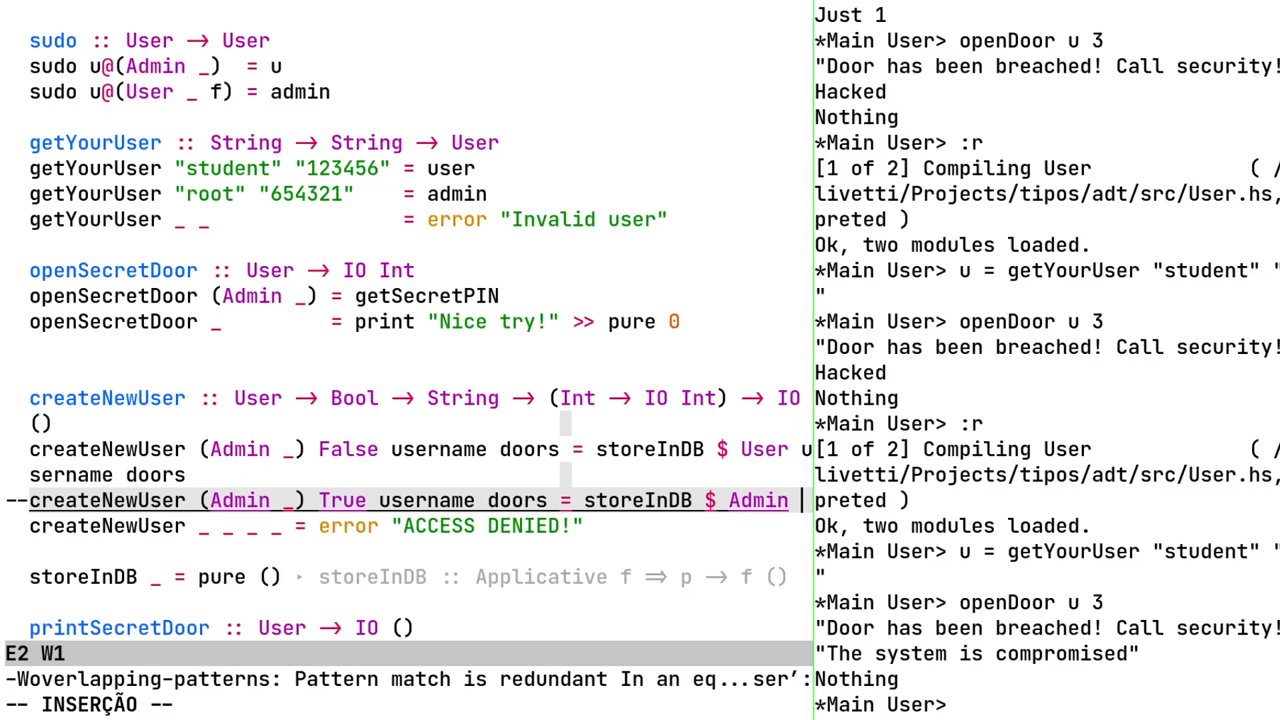 sudo :: User → User
sudo u@(Admin _)  = u
sudo u@(User _ f) = admin
getYourUser :: String → String → User
getYourUser "student" "123456" = user
getYourUser "root" "654321"    = admin
getYourUser _ _                = error "Invalid user"
openSecretDoor :: User → IO Int
openSecretDoor (Admin _) = getSecretPIN
openSecretDoor _         = print "Nice try!" >> pure 0
createNewUser :: User → Bool → String → (Int → IO Int) → IO
()
createNewUser (Admin _) False username doors = storeInDB $ User u
sername doors
--createNewUser (Admin _) True username doors = storeInDB $ Admin
createNewUser _ _ _ _ = error "ACCESS DENIED!"
storeInDB _ = pure () ‣ storeInDB :: Applicative f ⇒ p → f ()
printSecretDoor :: User → IO ()
E2 W1
-Woverlapping-patterns: Pattern match is redundant In an eq...ser’:
-- INSERÇÃO --
Just 1
*Main User> openDoor u 3
"Door has been breached! Call security!
Hacked
Nothing
*Main User> :r
[1 of 2] Compiling User             ( /
livetti/Projects/tipos/adt/src/User.hs,
preted )
Ok, two modules loaded.
*Main User> u = getYourUser "student" "
"
*Main User> openDoor u 3
"Door has been breached! Call security!
Hacked
Nothing
*Main User> :r
[1 of 2] Compiling User             ( /
livetti/Projects/tipos/adt/src/User.hs,
preted )
Ok, two modules loaded.
*Main User> u = getYourUser "student" "
"
*Main User> openDoor u 3
"Door has been breached! Call security!
"The system is compromised"
Nothing
*Main User>